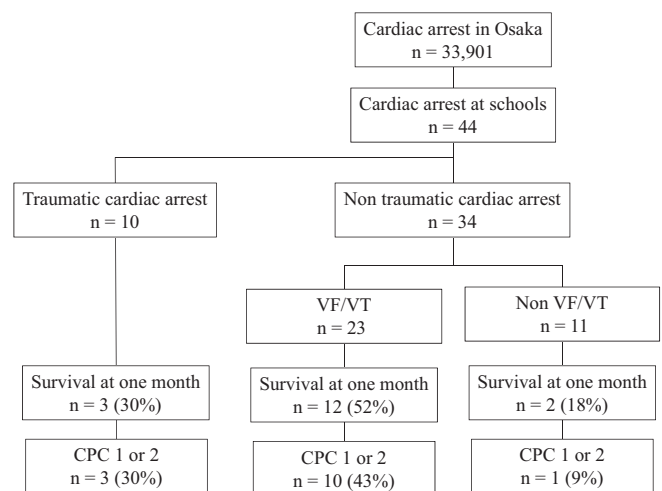 Cardiac arrest in Osaka
n = 33,901
Cardiac arrest at schools
n = 44
Traumatic cardiac arrest
n = 10
Non traumatic cardiac arrest
n = 34
VF/VT
n = 23
Non VF/VT
n = 11
Survival at one month
n = 3 (30%)
Survival at one month
n = 12 (52%)
Survival at one month
n = 2 (18%)
CPC 1 or 2
n = 3 (30%)
CPC 1 or 2
n = 10 (43%)
CPC 1 or 2
n = 1 (9%)